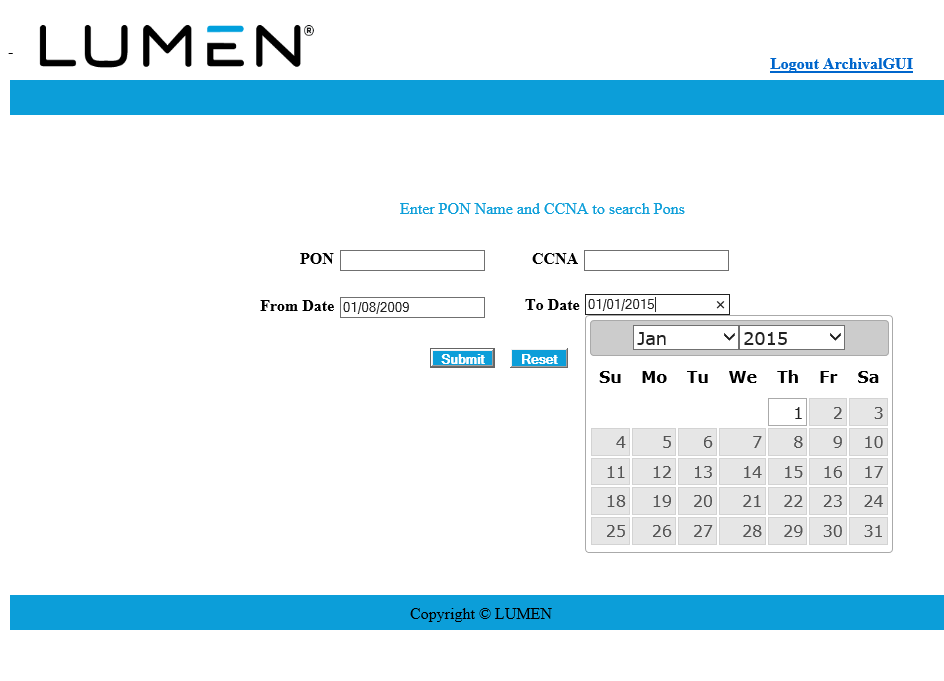 LUMEN®
-
Logout ArchivalGUI
Enter PON Name and CCNA to search Pons
PON
CCNA
From Date 01/08/2009
To Date 01/01/2015 ×
Submit Reset
Jan 2015
Su Mo Tu We Th Fr Sa
1 2 3
4 5 6 7 8 9 10
11 12 13 14 15 16 17
18 19 20 21 22 23 24
25 26 27 28 29 30 31
Copyright © LUMEN